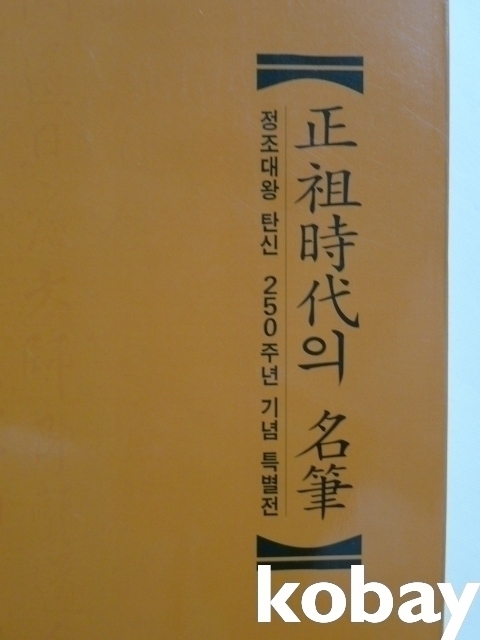 正祖時代의 名筆
정조대왕 탄신 250주년 기념 특별전
kobay